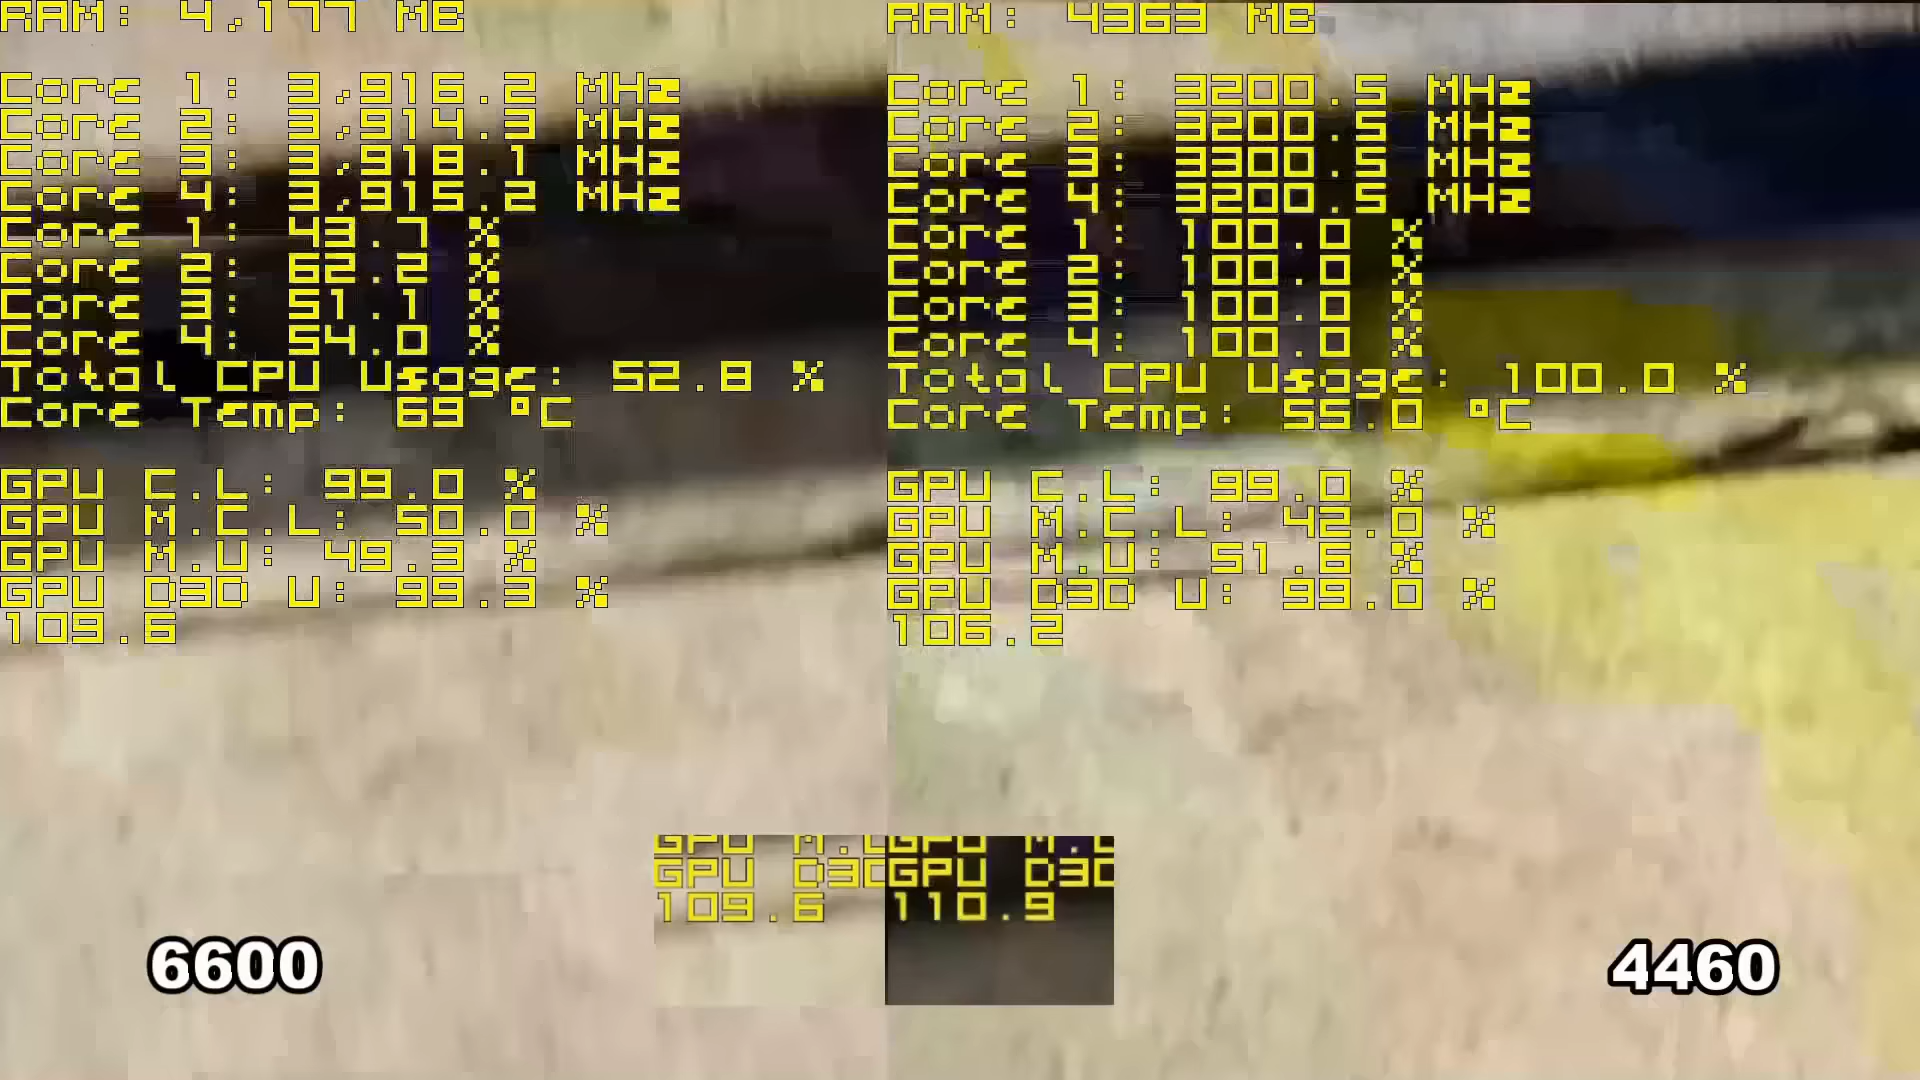 RAM: 4,177 MB
Core 1: 3,916.2 MHz
Core 2: 3,914.3 MHz
Core 3: 3,918.1 MHz
Core 4: 3,915.2 MHz
Core 1: 43.7 %
Core 2: 62.2 %
Core 3: 51.1 %
Core 4: 54.0 %
Total CPU Usage: 52.8 %
Core Temp: 69 °C
GPU C.L: 99.0 %
GPU M.C.L: 50.0 %
GPU M.U: 49.3 %
GPU D3D U: 99.3 %
109.6
RAM: 4363 MB
Core 1: 3200.5 MHz
Core 2: 3200.5 MHz
Core 3: 3300.5 MHz
Core 4: 3200.5 MHz
Core 1: 100.0 %
Core 2: 100.0 %
Core 3: 100.0 %
Core 4: 100.0 %
Total CPU Usage: 100.0 %
Core Temp: 55.0 °C
GPU C.L: 99.0 %
GPU M.C.L: 42.0 %
GPU M.U: 51.6 %
GPU D3D U: 99.0 %
106.2
GPU M.
GPU D3D
109.6
GPU M.
GPU D3D
110.9
6600
4460